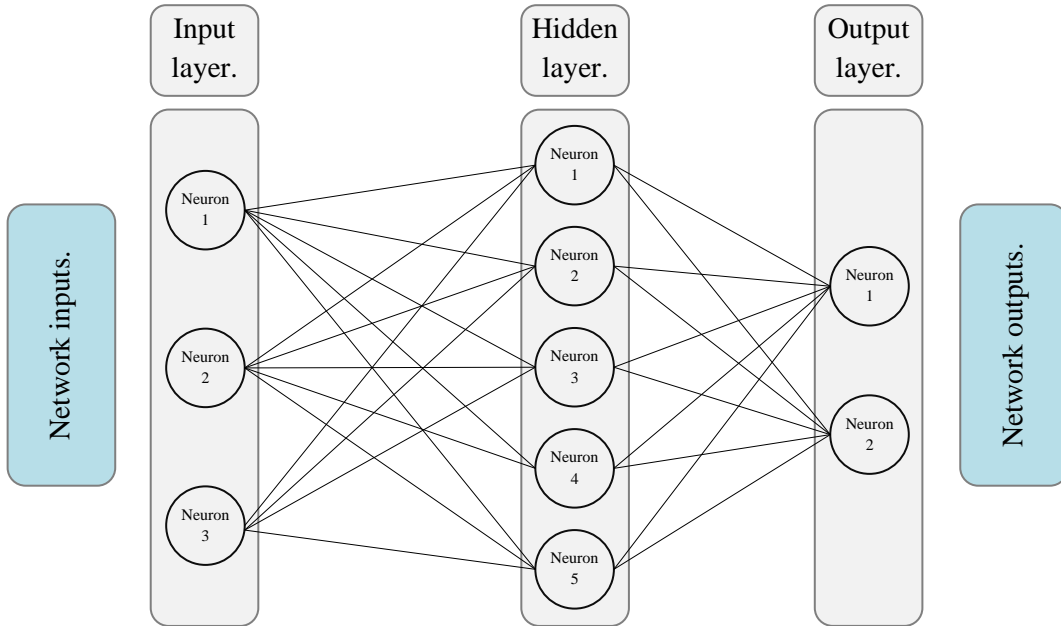 Input
layer.
Hidden
layer.
Output
layer.
Network inputs.
Neuron
1
Neuron
2
Neuron
3
Neuron
1
Neuron
2
Neuron
3
Neuron
4
Neuron
5
Neuron
1
Neuron
2
Network outputs.